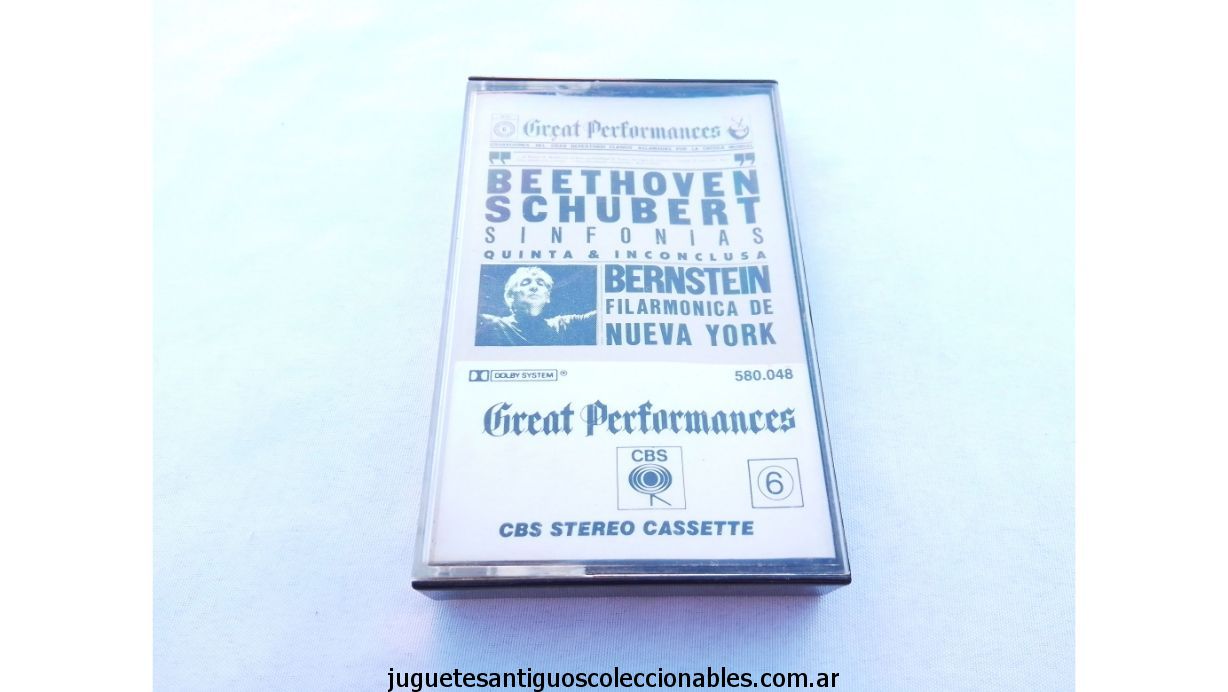 Great Performances
"
"
BEETHOVEN
SCHUBERT
SINFONIAS
QUINTA & INCONCLUSA
BERNSTEIN
FILARMONICA DE
NUEVA YORK
DOLBY SYSTEM ®
580.048
Great Performances
CBS
6
CBS STEREO CASSETTE
juguetesantiguoscoleccionables.com.ar